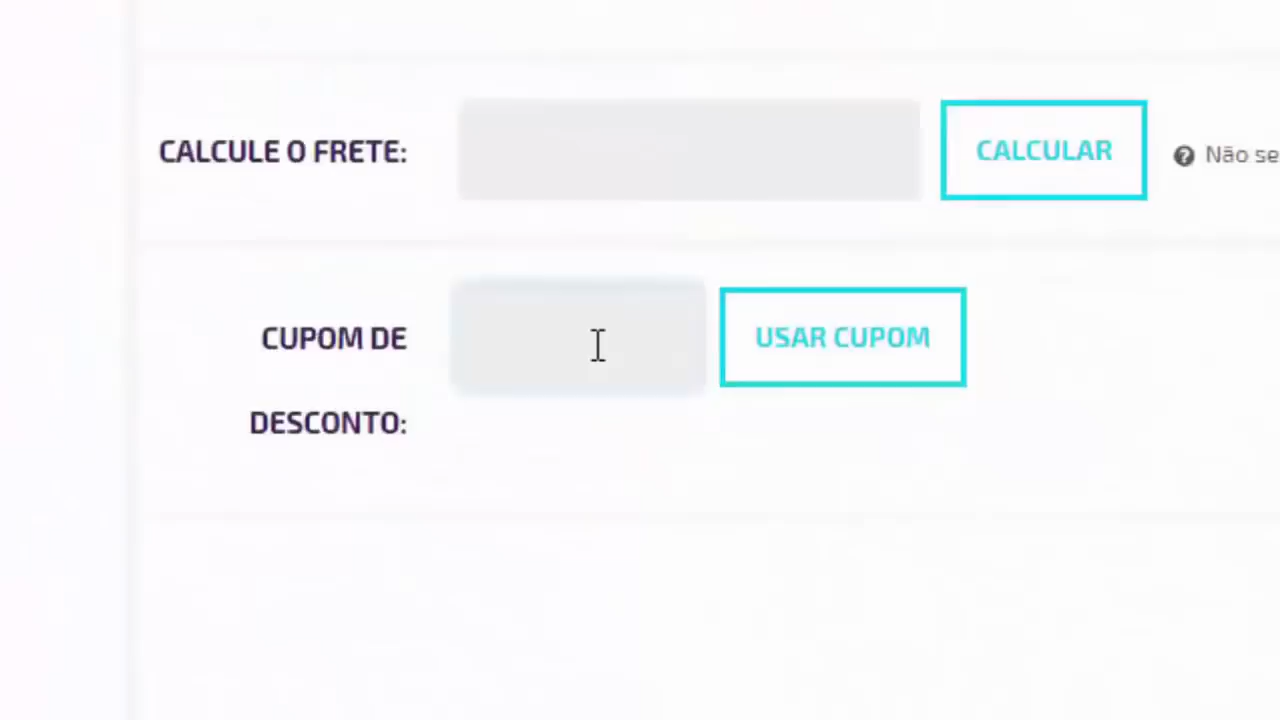 CALCULE O FRETE:
CALCULAR
Não se
CUPOM DE
DESCONTO:
USAR CUPOM